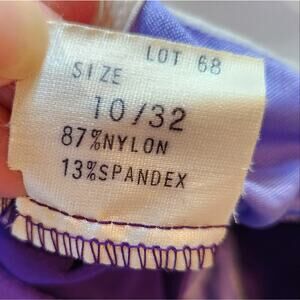 LOT 68
SIZE
10/32
87%NYLON
13%SPANDEX